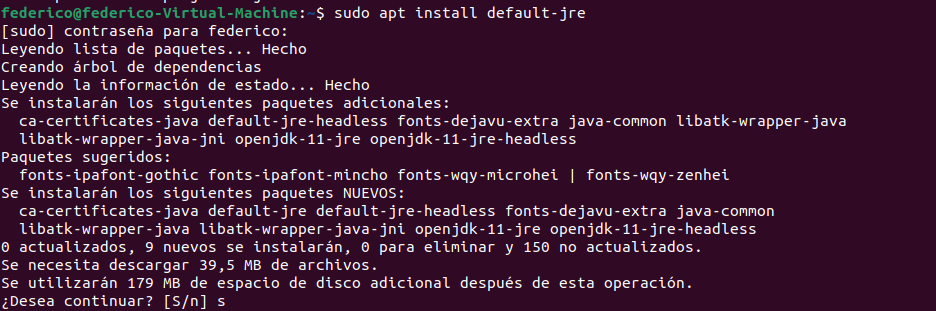 federico@federico-Virtual-Machine:~$ sudo apt install default-jre
[sudo] contraseña para federico:
Leyendo lista de paquetes... Hecho
Creando árbol de dependencias
Leyendo la información de estado... Hecho
Se instalarán los siguientes paquetes adicionales:
  ca-certificates-java default-jre-headless fonts-dejavu-extra java-common libatk-wrapper-java
  libatk-wrapper-java-jni openjdk-11-jre openjdk-11-jre-headless
Paquetes sugeridos:
  fonts-ipafont-gothic fonts-ipafont-mincho fonts-wqy-microhei | fonts-wqy-zenhei
Se instalarán los siguientes paquetes NUEVOS:
  ca-certificates-java default-jre default-jre-headless fonts-dejavu-extra java-common
  libatk-wrapper-java libatk-wrapper-java-jni openjdk-11-jre openjdk-11-jre-headless
0 actualizados, 9 nuevos se instalarán, 0 para eliminar y 150 no actualizados.
Se necesita descargar 39,5 MB de archivos.
Se utilizarán 179 MB de espacio de disco adicional después de esta operación.
¿Desea continuar? [S/n] s